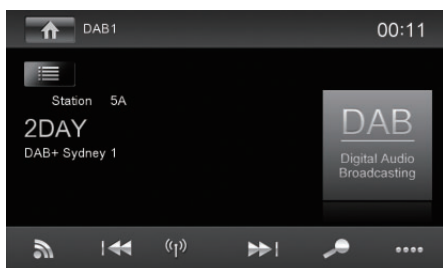 DAB1
00:11
Station 5A
2DAY
DAB+ Sydney 1
DAB
Digital Audio
Broadcasting